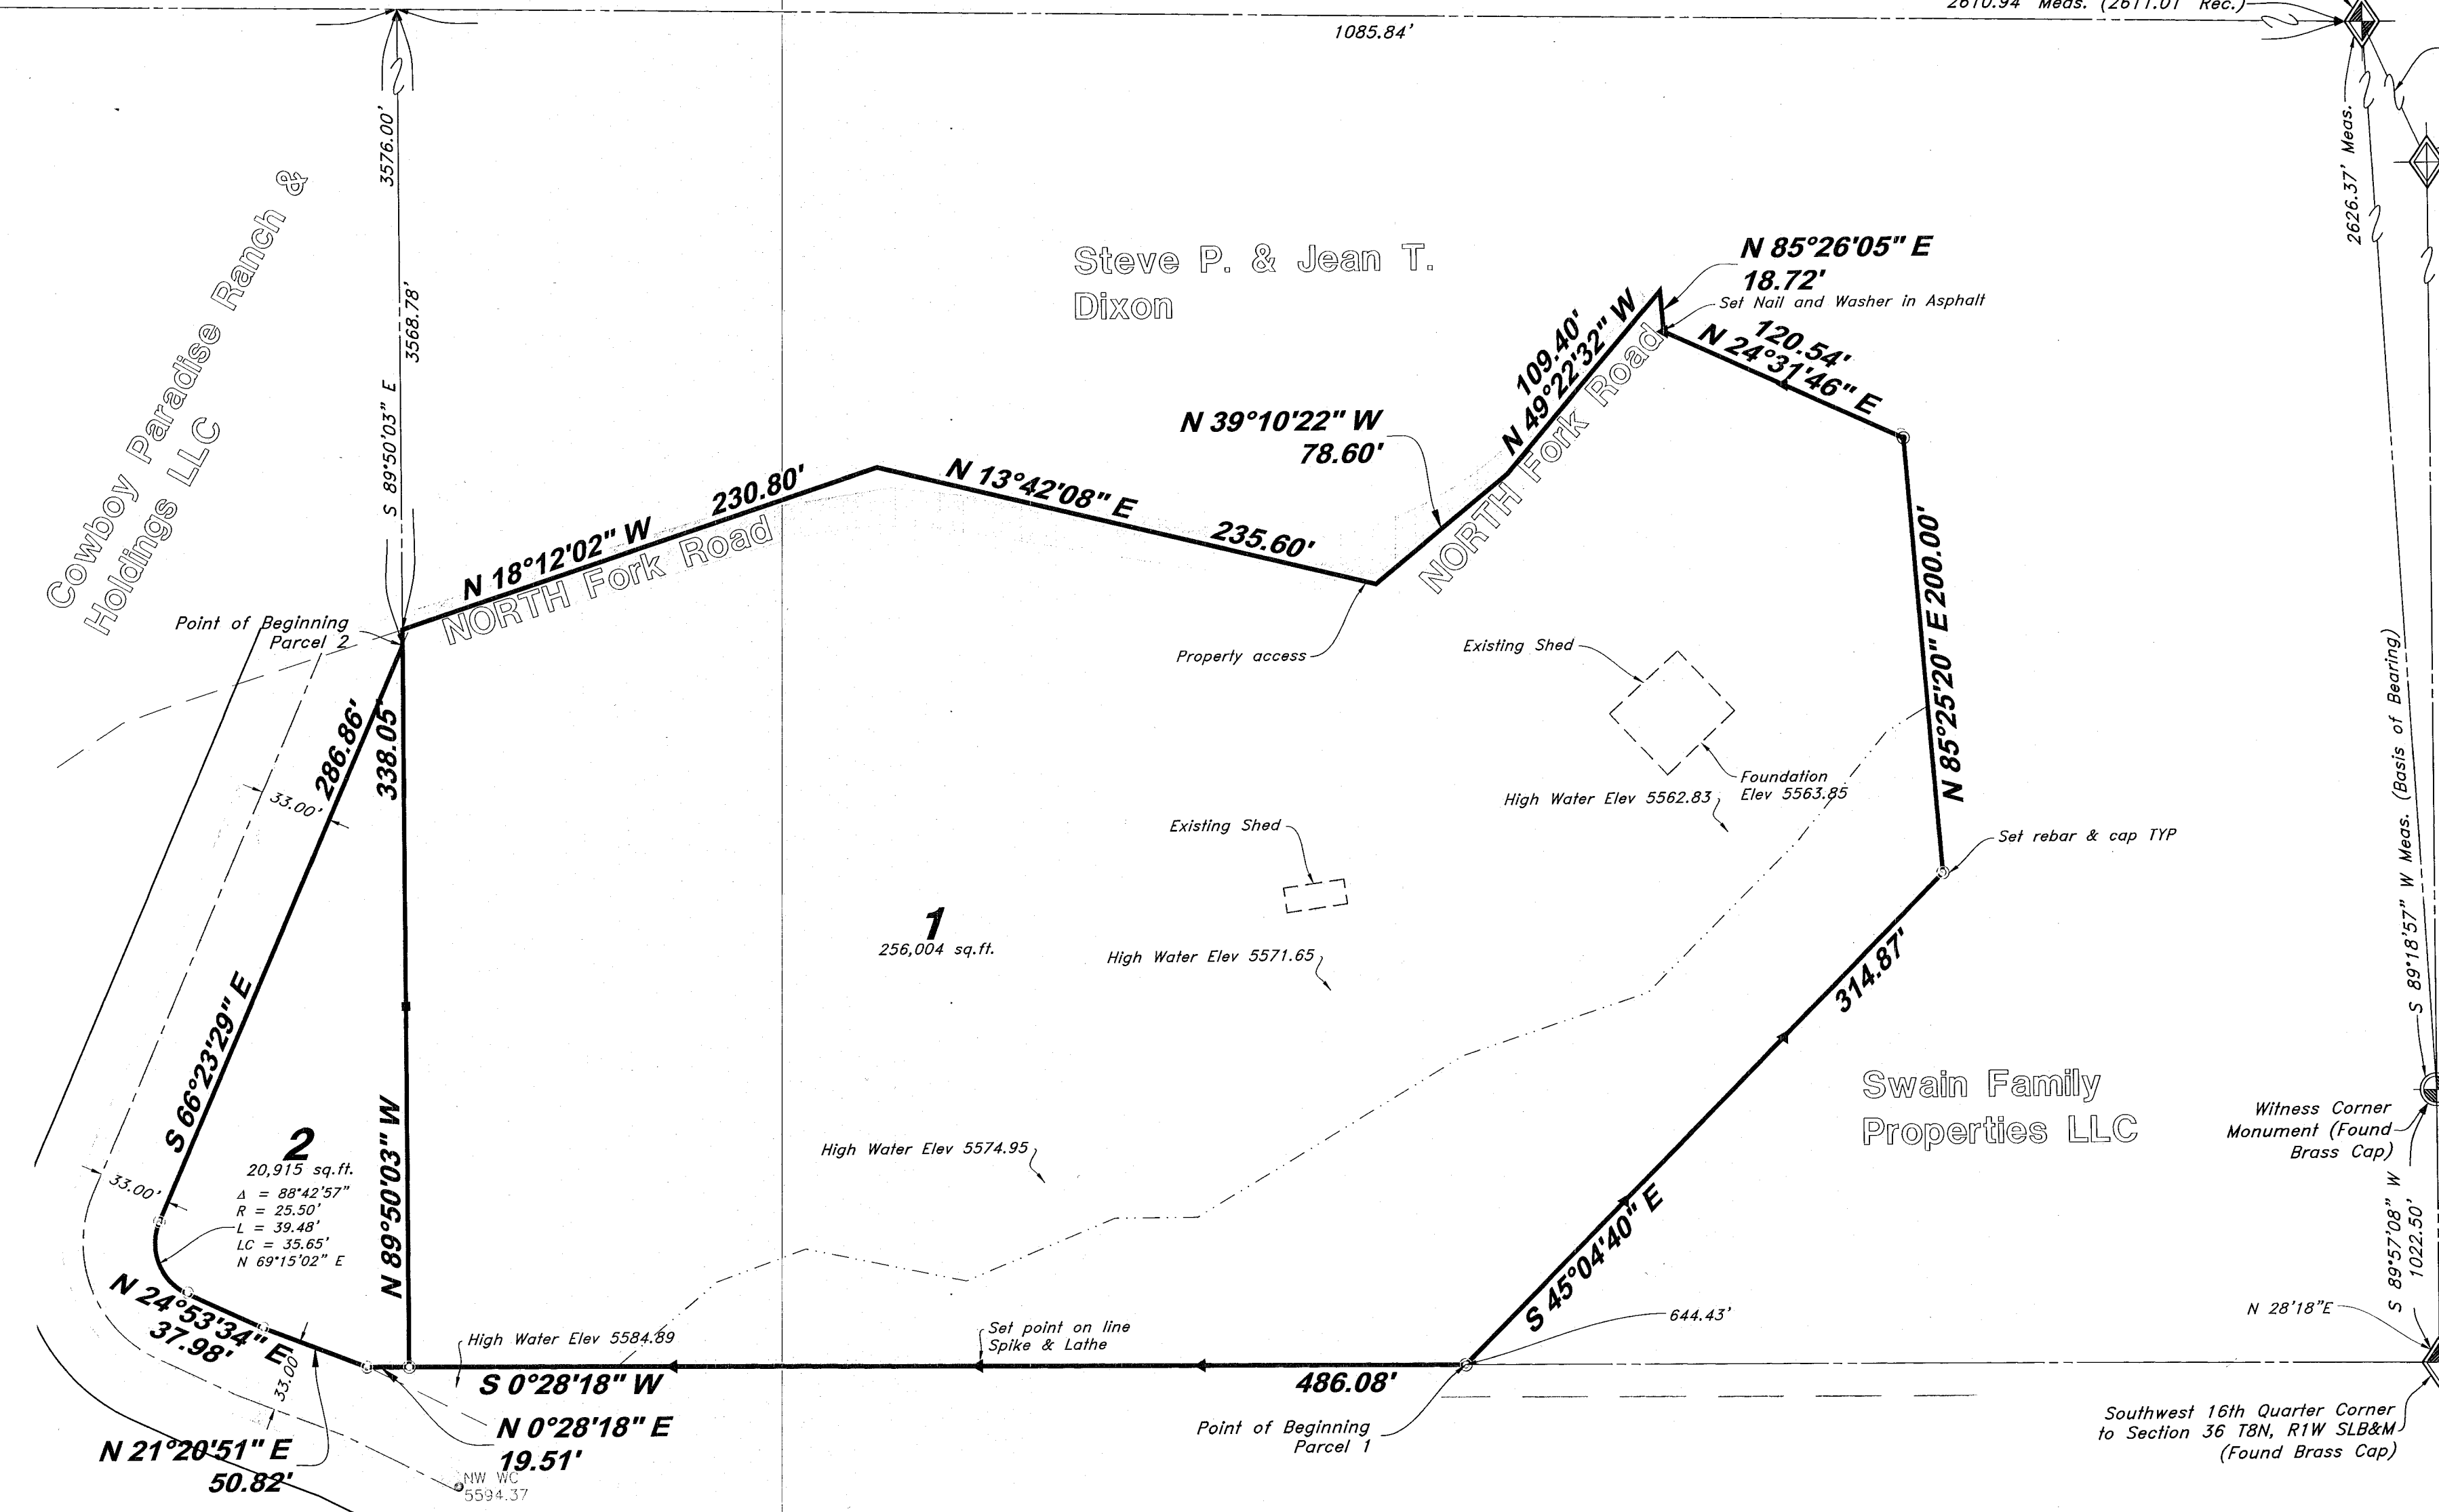 2610.94' Meas. (2611.01' Rec.)
1085.84'
3576.00'
3568.78'
S 89°50'03" E
2626.37' Meas.
Cowboy Paradise Ranch &
Holdings LLC
Steve P. & Jean T.
Dixon
N 85°26'05" E
18.72'
Set Nail and Washer in Asphalt
120.54'
N 24°31'46" E
109.40'
N 49°22'32" W
NORTH Fork Road
N 39°10'22" W
78.60'
N 13°42'08" E
235.60'
230.80'
N 18°12'02" W
NORTH Fork Road
Point of Beginning
Parcel 2
Property access
Existing Shed
Foundation
Elev 5563.85
High Water Elev 5562.83
N 85°25'20" E 200.00'
Set rebar & cap TYP
S 89°18'57" W Meas. (Basis of Bearing)
286.86'
338.05'
33.00'
Existing Shed
1
256,004 sq.ft.
High Water Elev 5571.65
314.87'
S 66°23'29" E
N 89°50'03" W
2
20,915 sq.ft.
Δ = 88°42'57"
R = 25.50'
L = 39.48'
LC = 35.65'
N 69°15'02" E
33.00'
High Water Elev 5574.95
Swain Family
Properties LLC
Witness Corner
Monument (Found
Brass Cap)
S 89°57'08" W
1022.50'
S 45°04'40" E
644.43'
N 28'18"E
N 24°53'34" E
37.98'
33.00'
High Water Elev 5584.89
Set point on line
Spike & Lathe
S 0°28'18" W
486.08'
N 0°28'18" E
19.51'
N 21°20'51" E
50.82'
NW WC
5594.37
Point of Beginning
Parcel 1
Southwest 16th Quarter Corner
to Section 36 T8N, R1W SLB&M
(Found Brass Cap)